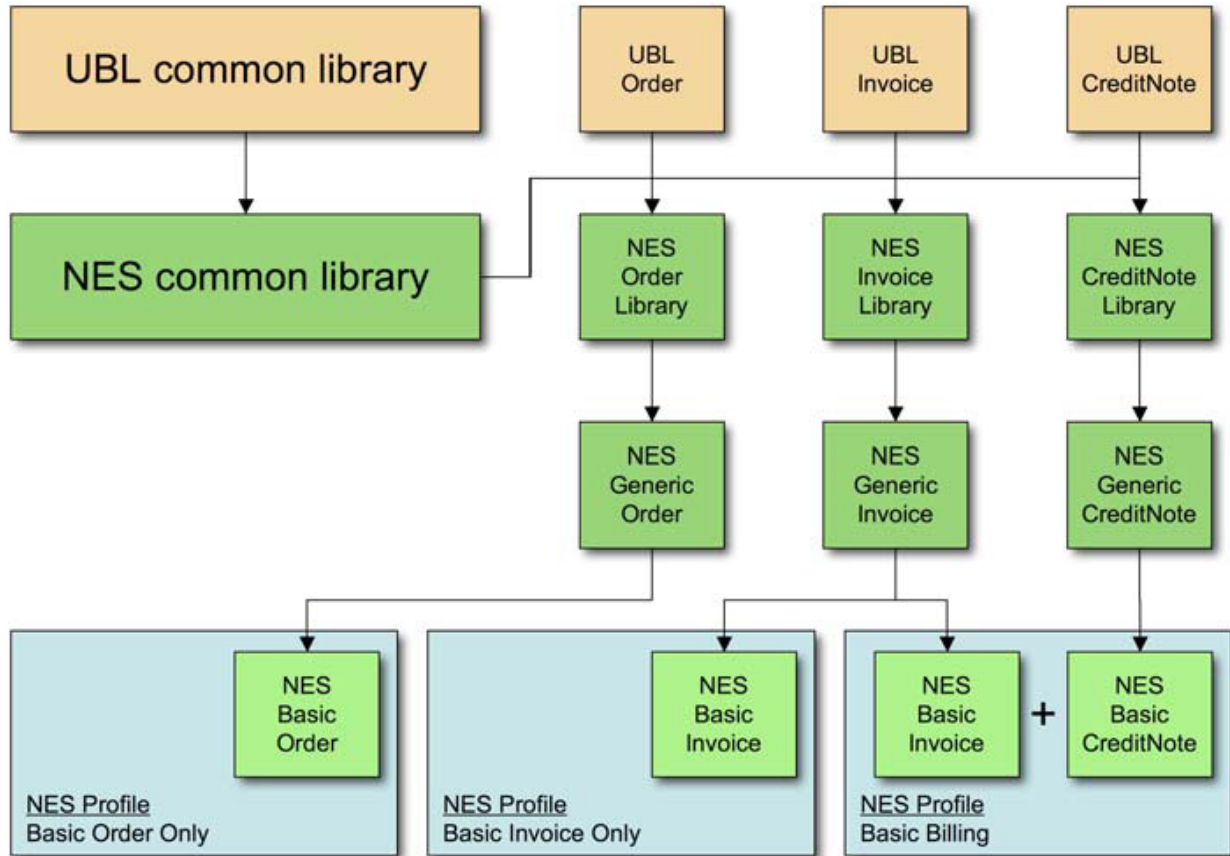 UBL common library
UBL
Order
UBL
Invoice
UBL
CreditNote
NES common library
NES
Order
Library
NES
Invoice
Library
NES
CreditNote
Library
NES
Generic
Order
NES
Generic
Invoice
NES
Generic
CreditNote
NES
Basic
Order
NES Profile
Basic Order Only
NES
Basic
Invoice
NES Profile
Basic Invoice Only
NES
Basic
Invoice
+
NES
Basic
CreditNote
NES Profile
Basic Billing